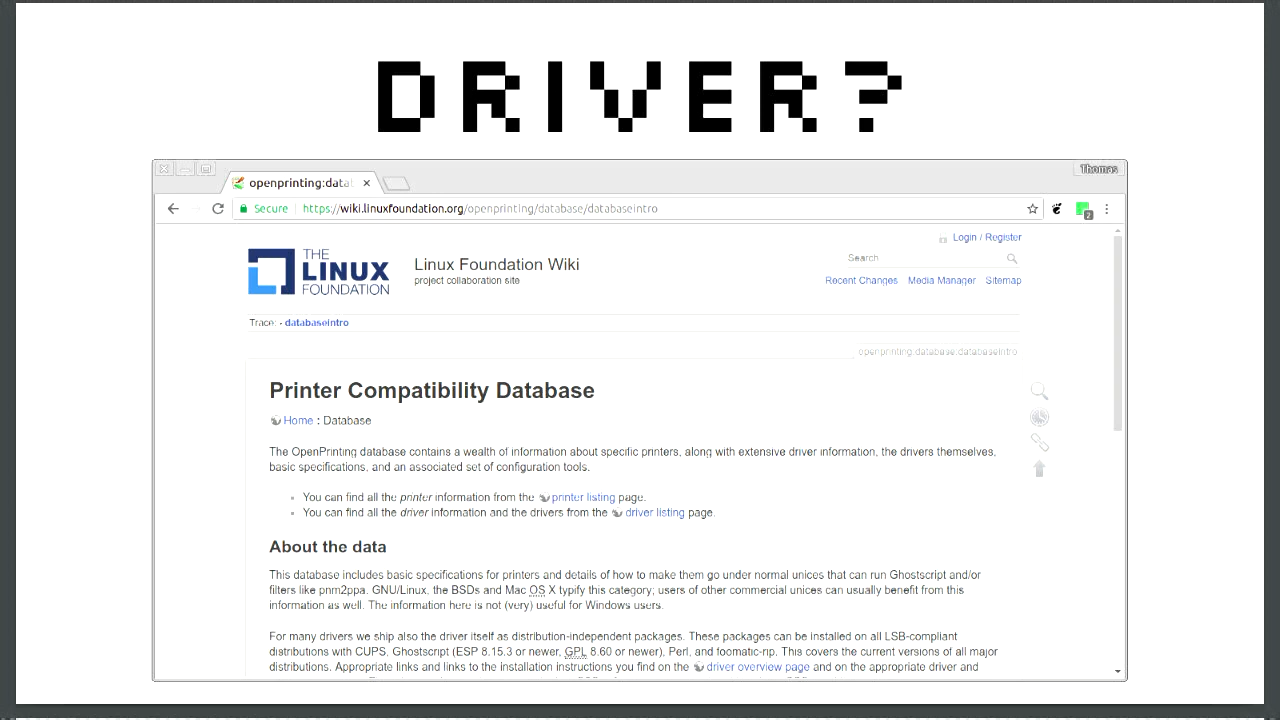 DRIVER?
Thomas
openprinting:data
Secure https://wiki.linuxfoundation.org/openprinting/database/databaseintro
2
Login / Register
THE
LINUX
FOUNDATION
Linux Foundation Wiki
project collaboration site
Search
Recent Changes Media Manager Sitemap
Trace: • databaseintro
openprinting:database:databaseintro
Printer Compatibility Database
Home : Database
The OpenPrinting database contains a wealth of information about specific printers, along with extensive driver information, the drivers themselves,
basic specifications, and an associated set of configuration tools.
You can find all the printer information from the printer listing page.
You can find all the driver information and the drivers from the driver listing page.
About the data
This database includes basic specifications for printers and details of how to make them go under normal unices that can run Ghostscript and/or
filters like pnm2ppa. GNU/Linux, the BSDs and Mac OS X typify this category; users of other commercial unices can usually benefit from this
information as well. The information here is not (very) useful for Windows users.
For many drivers we ship also the driver itself as distribution-independent packages. These packages can be installed on all LSB-compliant
distributions with CUPS, Ghostscript (ESP 8.15.3 or newer, GPL 8.60 or newer), Perl, and foomatic-rip. This covers the current versions of all major
distributions. Appropriate links and links to the installation instructions you find on the driver overview page and on the appropriate driver and